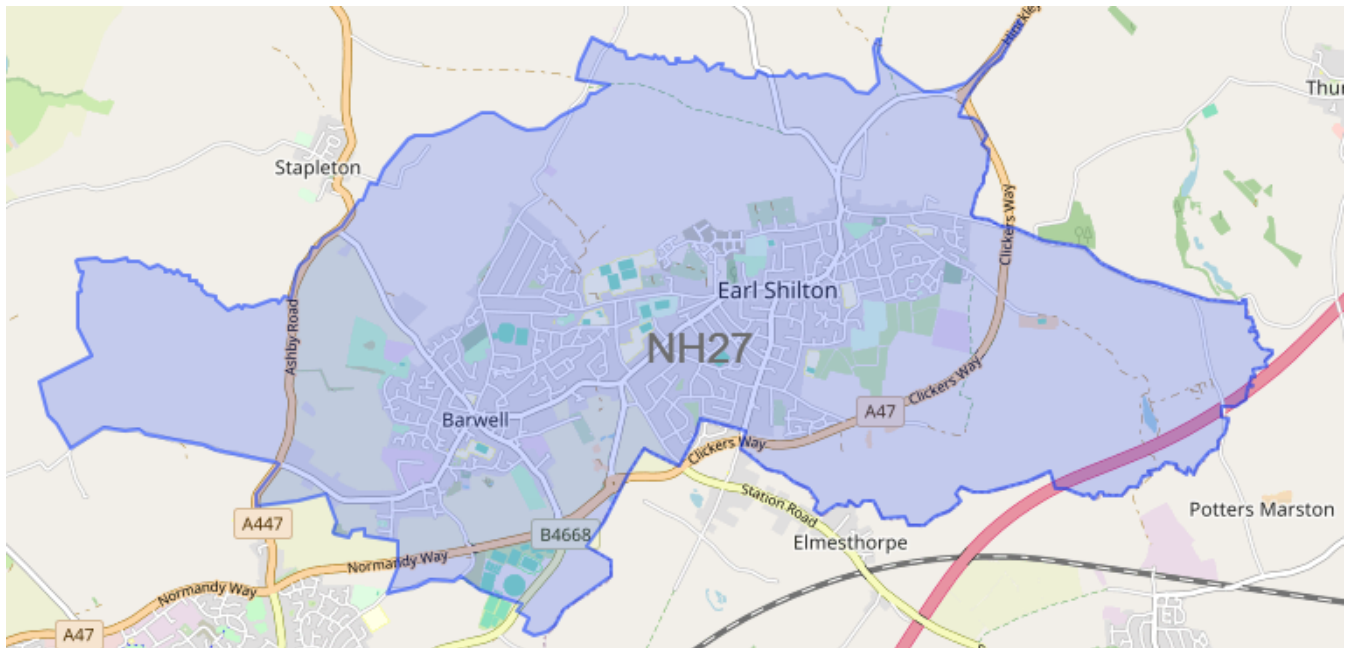 Hinckley
Thur
Stapleton
Clickers Way
Ashby Road
Earl Shilton
NH27
Clickers Way
Barwell
A47
Clickers Way
Station Road
A447
B4668
Potters Marston
Elmesthorpe
Normandy Way
Normandy Way
A47
S